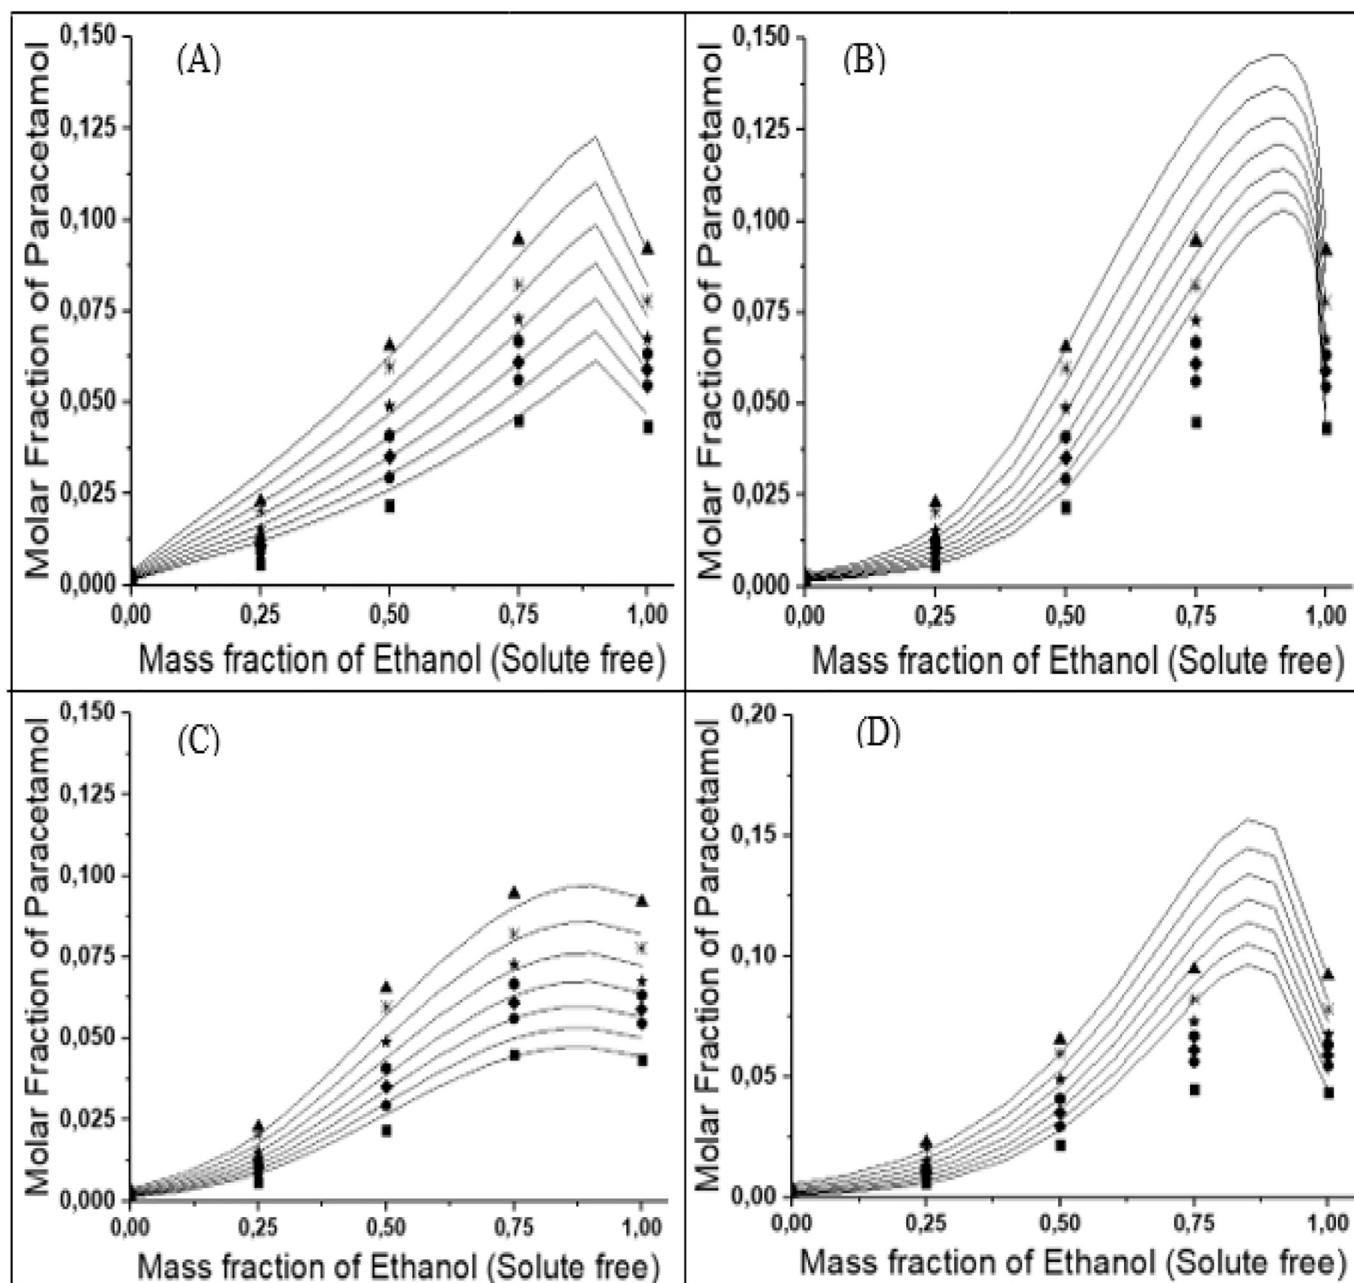 (A)
Molar Fraction of Paracetamol
0,150
0,125
0,100
0,075
0,050
0,025
0,000
0,00 0,25 0,50 0,75 1,00
Mass fraction of Ethanol (Solute free)
(B)
Molar Fraction of Paracetamol
0,150
0,125
0,100
0,075
0,050
0,025
0,000
0,00 0,25 0,50 0,75 1,00
Mass fraction of Ethanol (Solute free)
(C)
Molar Fraction of Paracetamol
0,150
0,125
0,100
0,075
0,050
0,025
0,000
0,00 0,25 0,50 0,75 1,00
Mass fraction of Ethanol (Solute free)
(D)
Molar Fraction of Paracetamol
0,20
0,15
0,10
0,05
0,00
0,00 0,25 0,50 0,75 1,00
Mass fraction of Ethanol (Solute free)